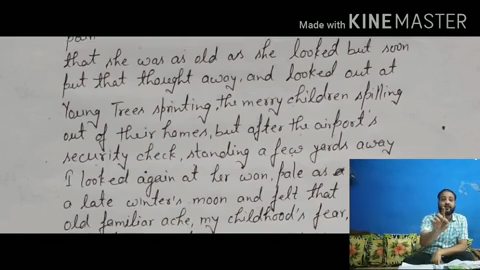 Made with KINEMASTER
pain
that she was as old as she looked but soon
put that thought away, and looked out at
Young Trees sprinting, the merry children spilling
out of their homes, but after the airport's
security check, standing a few yards away
I looked again at her wan, pale as a
a late winter's moon and felt that
old familiar ache, my childhood's fear,